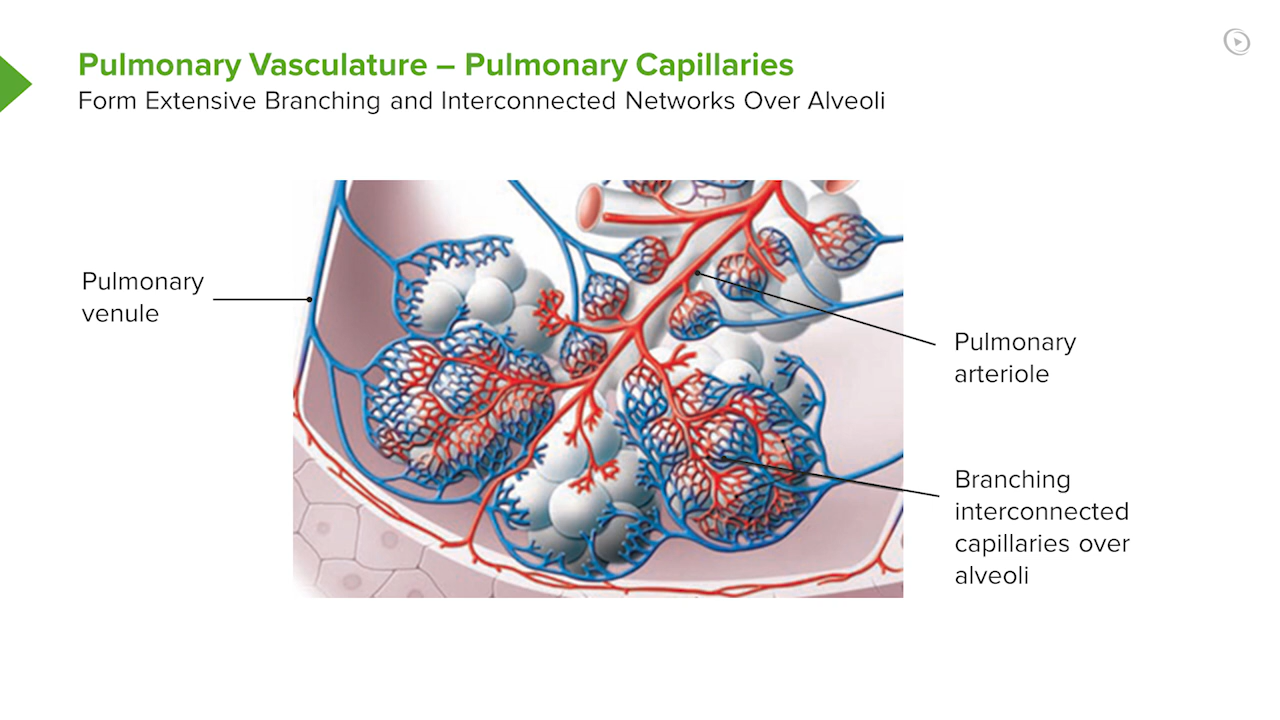 Pulmonary Vasculature – Pulmonary Capillaries
Form Extensive Branching and Interconnected Networks Over Alveoli
Pulmonary
venule
Pulmonary
arteriole
Branching
interconnected
capillaries over
alveoli